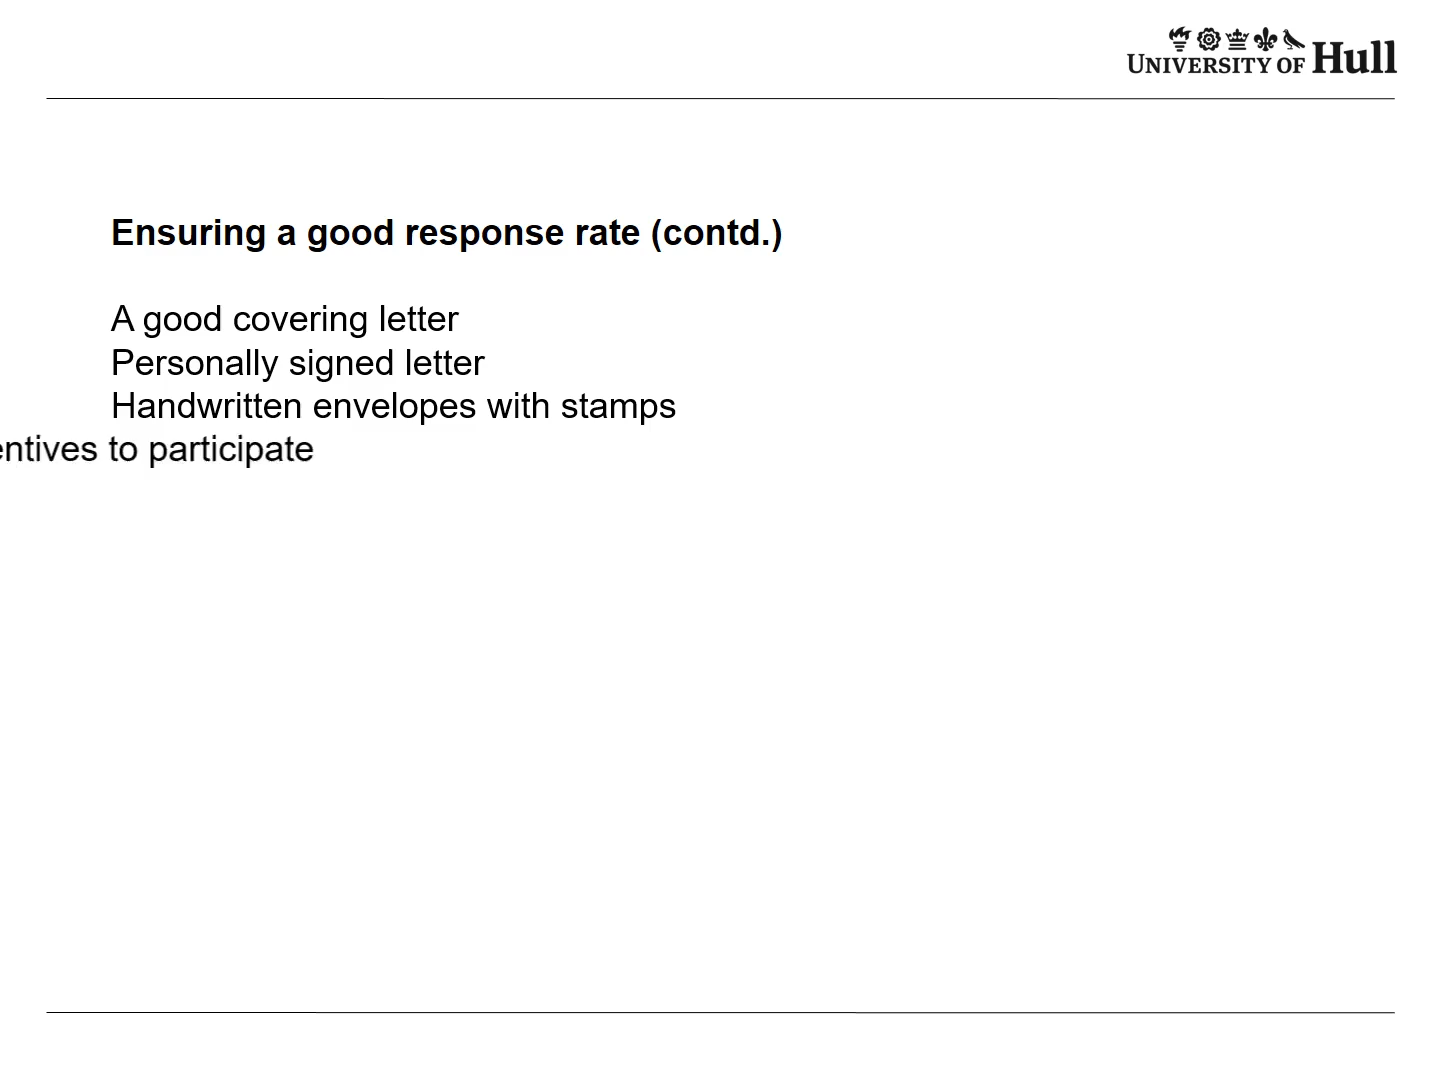 UNIVERSITY OF Hull
Ensuring a good response rate (contd.)
A good covering letter
Personally signed letter
Handwritten envelopes with stamps
entives to participate